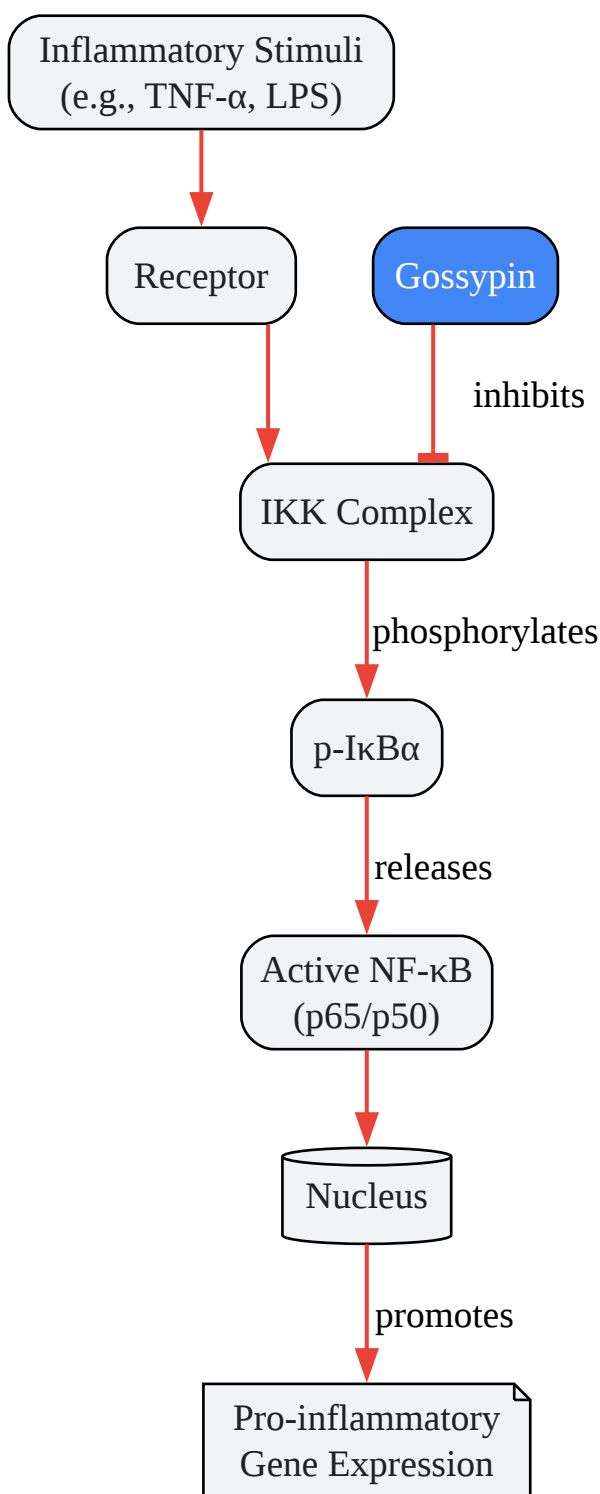 Inflammatory Stimuli
(e.g., TNF-α, LPS)
Receptor
Gossypin
inhibits
IKK Complex
phosphorylates
p-IκBα
releases
Active NF-κB
(p65/p50)
Nucleus
promotes
Pro-inflammatory
Gene Expression